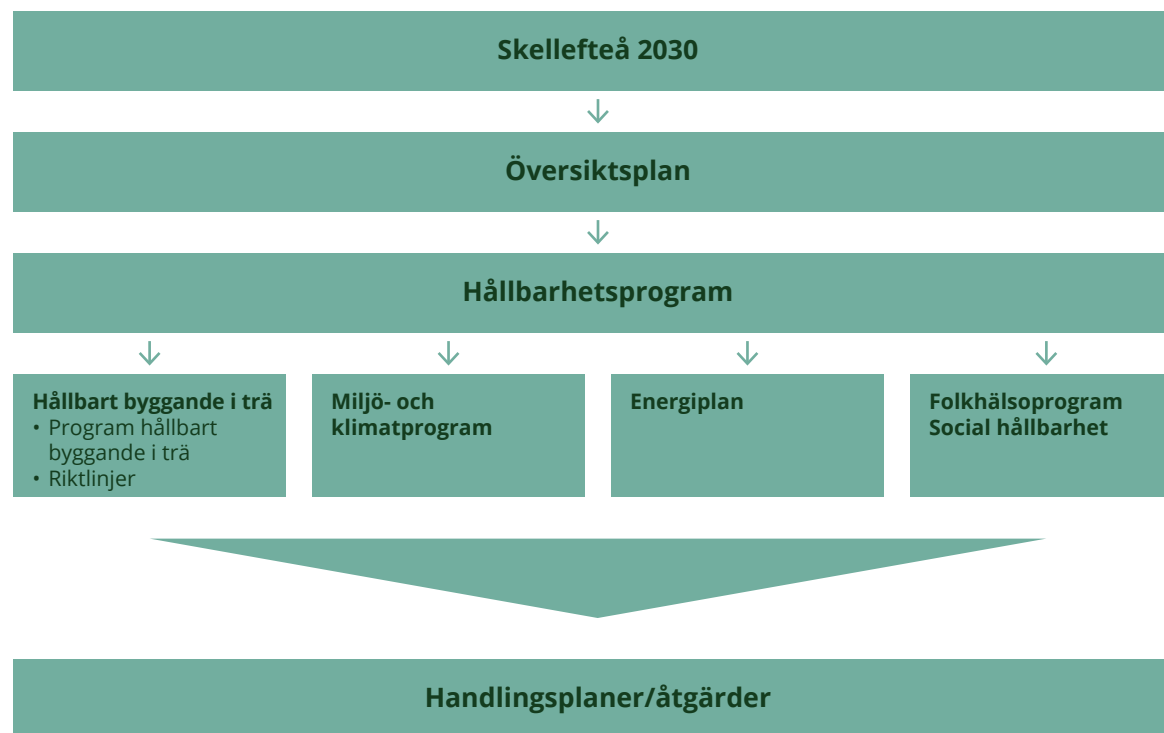 Skellefteå 2030
Översiktsplan
Hållbarhetsprogram
Hållbart byggande i trä
• Program hållbart
byggande i trä
• Riktlinjer
Miljö- och
klimatprogram
Energiplan
Folkhälsoprogram
Social hållbarhet
Handlingsplaner/åtgärder